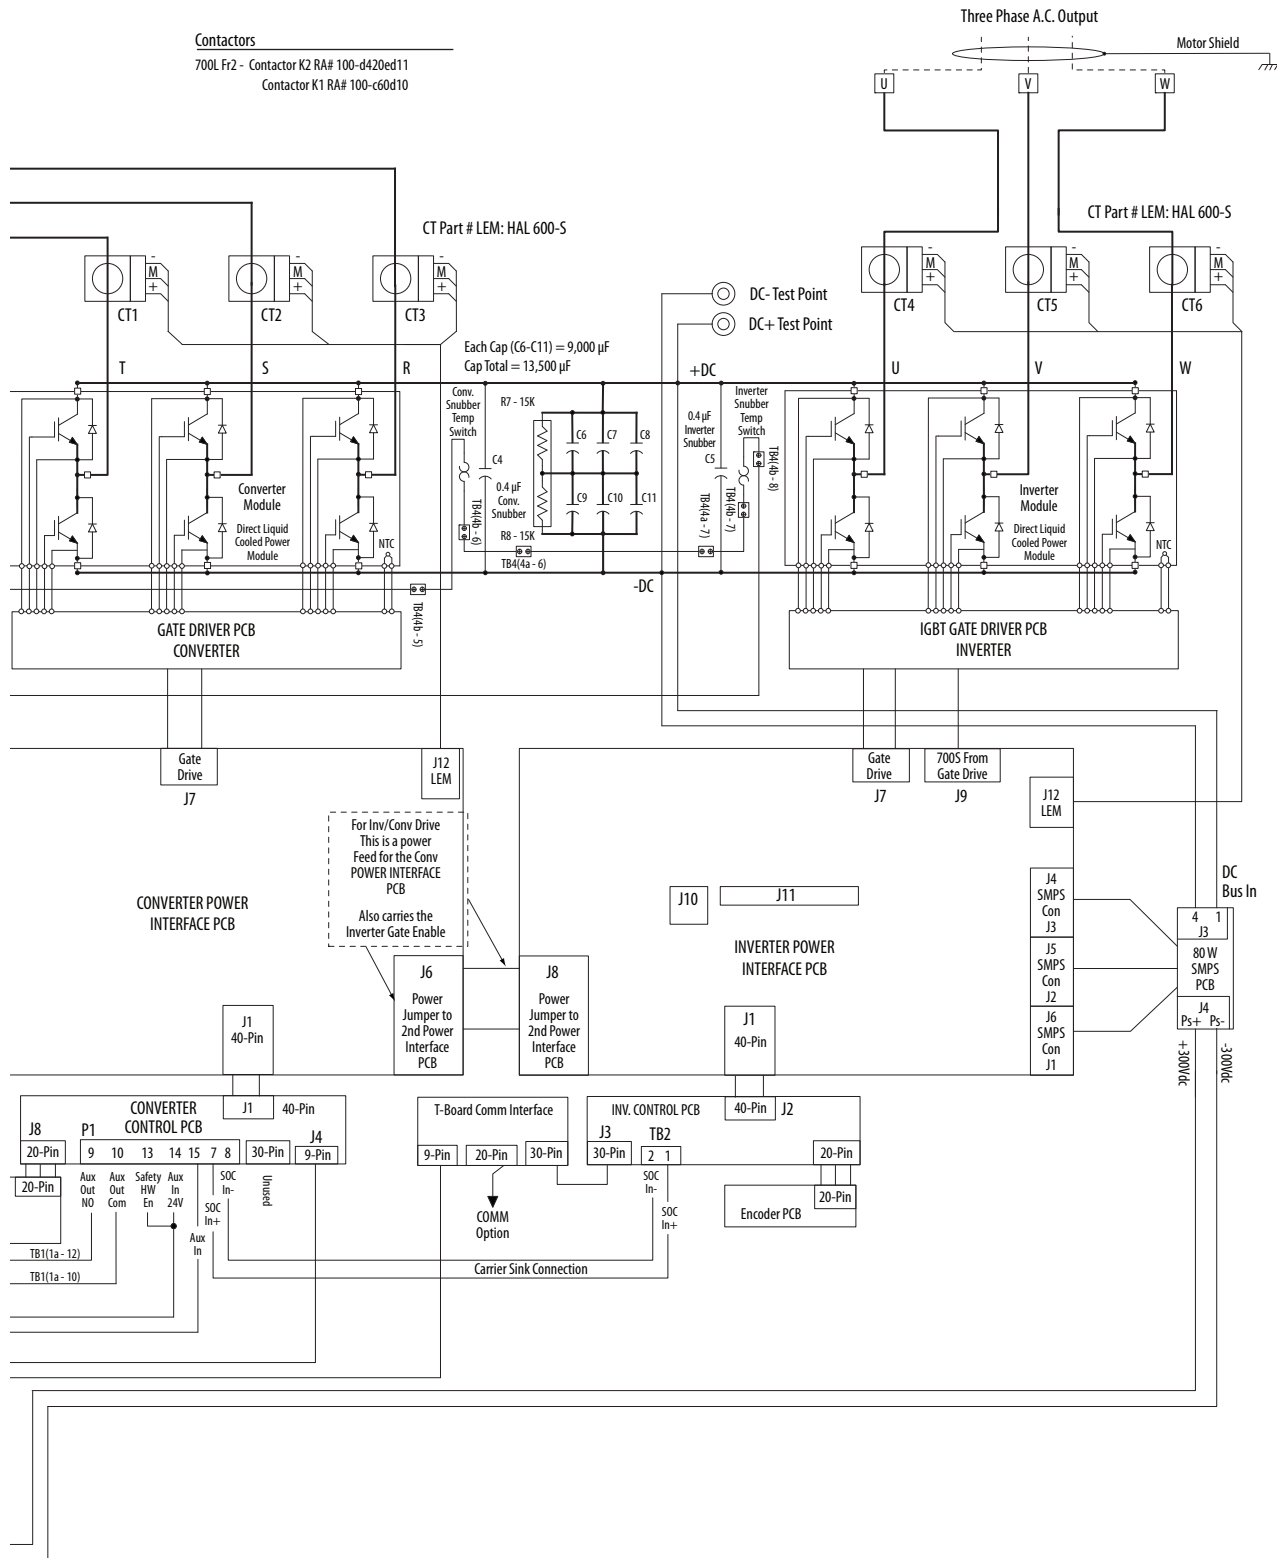 Three Phase A.C. Output
Contactors
700L Fr2 - Contactor K2 RA# 100-d420ed11
Contactor K1 RA# 100-c60d10
Motor Shield
U
V
W
CT Part # LEM: HAL 600-S
CT Part # LEM: HAL 600-S
-
M
+
CT1
-
M
+
CT2
-
M
+
CT3
-
M
+
CT4
-
M
+
CT5
-
M
+
CT6
DC- Test Point
DC+ Test Point
Each Cap (C6-C11) = 9,000 µF
Cap Total = 13,500 µF
T
S
R
+DC
U
V
W
Conv.
Snubber
Temp
Switch
R7 - 15K
C6
C7
C8
C9
C10
C11
R8 - 15K
C4
0.4 µF
Conv.
Snubber
TB4(4b - 6)
TB4(4a - 6)
0.4 µF
Inverter
Snubber
C5
Inverter
Snubber
Temp
Switch
TB4(4b - 8)
TB4(4b - 7)
TB4(4a - 7)
Converter
Module
Direct Liquid
Cooled Power
Module
NTC
Inverter
Module
Direct Liquid
Cooled Power
Module
NTC
-DC
TB4(4b - 5)
GATE DRIVER PCB
CONVERTER
IGBT GATE DRIVER PCB
INVERTER
Gate
Drive
J7
J12
LEM
Gate
Drive
J7
700S From
Gate Drive
J9
J12
LEM
For Inv/Conv Drive
This is a power
Feed for the Conv
POWER INTERFACE
PCB
Also carries the
Inverter Gate Enable
CONVERTER POWER
INTERFACE PCB
J10
J11
INVERTER POWER
INTERFACE PCB
J4
SMPS
Con
J3
J5
SMPS
Con
J2
J6
SMPS
Con
J1
DC
Bus In
4 1
J3
80 W
SMPS
PCB
J4
Ps+ Ps-
+300Vdc
-300Vdc
J6
Power
Jumper to
2nd Power
Interface
PCB
J8
Power
Jumper to
2nd Power
Interface
PCB
J1
40-Pin
J1
40-Pin
CONVERTER
CONTROL PCB
J1
40-Pin
J8
20-Pin
20-Pin
P1
9 10 13 14 15 7 8
30-Pin
J4
9-Pin
Aux
Out
NO
Aux
Out
Com
Safety
HW
En
Aux
In
24V
Aux
In
SOC
In+
SOC
In-
Unused
T-Board Comm Interface
9-Pin
20-Pin
30-Pin
COMM
Option
INV. CONTROL PCB
40-Pin
J2
J3
30-Pin
TB2
2 1
SOC
In-
SOC
In+
20-Pin
20-Pin
Encoder PCB
TB1(1a - 12)
TB1(1a - 10)
Carrier Sink Connection